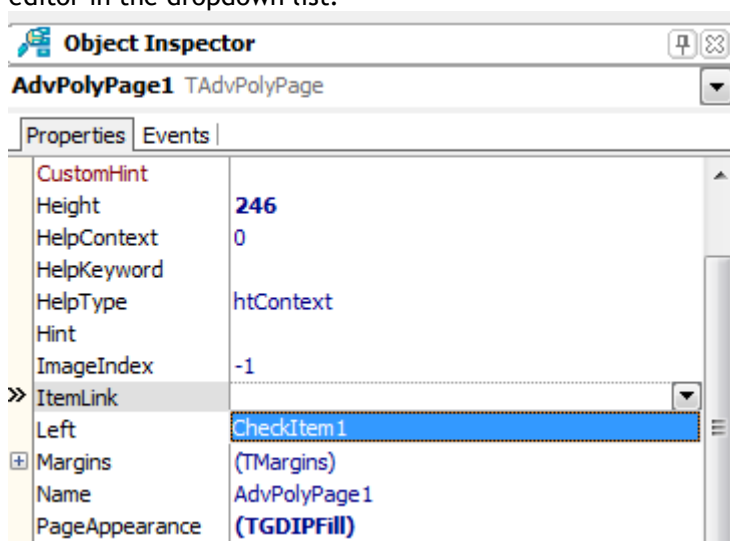 editor in the dropdown list.
Object Inspector
AdvPolyPage1 TAdvPolyPage
Properties Events
CustomHint
Height 246
HelpContext 0
HelpKeyword
HelpType htContext
Hint
ImageIndex -1
ItemLink
Left CheckItem1
Margins (TMargins)
Name AdvPolyPage1
PageAppearance (TGDIPFill)